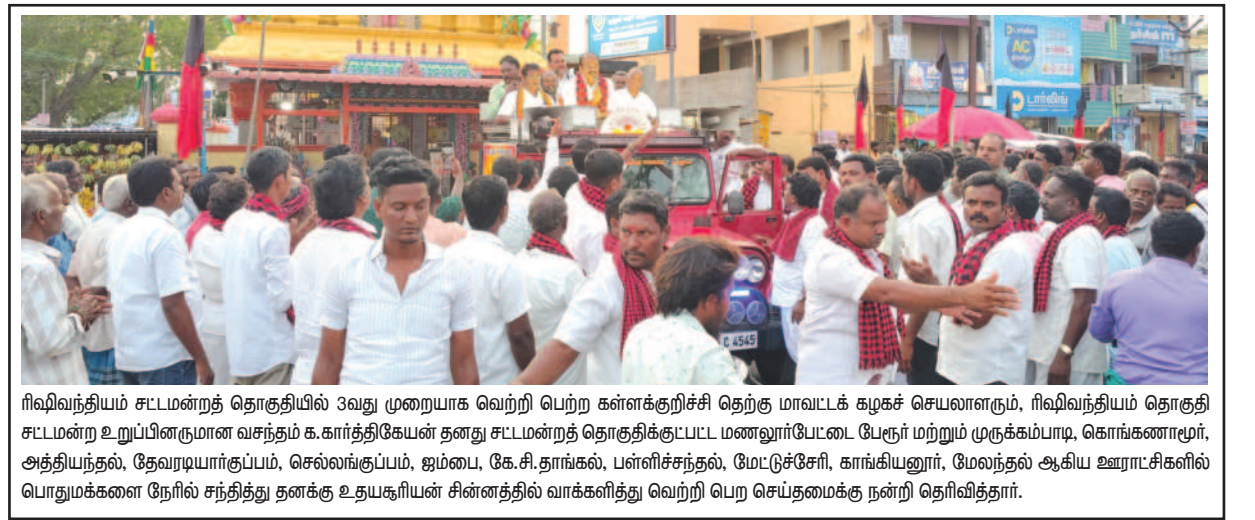 டார்லிங்
AC
டார்லிங்
C 4545
ரிஷிவந்தியம் சட்டமன்றத் தொகுதியில் 3வது முறையாக வெற்றி பெற்ற கள்ளக்குறிச்சி தெற்கு மாவட்டக் கழகச் செயலாளரும், ரிஷிவந்தியம் தொகுதி
சட்டமன்ற உறுப்பினருமான வசந்தம் க.கார்த்திகேயன் தனது சட்டமன்றத் தொகுதிக்குட்பட்ட மணலூர்பேட்டை பேரூர் மற்றும் முருக்கம்பாடி, கொங்கணாமூர்,
அத்தியந்தல், தேவரடியார்குப்பம், செல்லங்குப்பம், ஜம்பை, கே.சி.தாங்கல், பள்ளிச்சந்தல், மேட்டுச்சேரி, காங்கியனூர், மேலந்தல் ஆகிய ஊராட்சிகளில்
பொதுமக்களை நேரில் சந்தித்து தனக்கு உதயசூரியன் சின்னத்தில் வாக்களித்து வெற்றி பெற செய்தமைக்கு நன்றி தெரிவித்தார்.